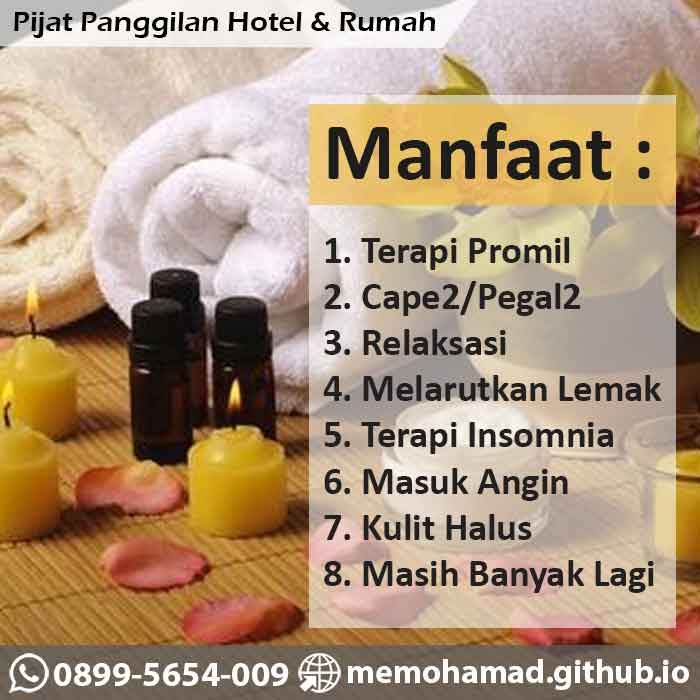 Pijat Panggilan Hotel & Rumah
Manfaat :
1. Terapi Promil
2. Cape2/Pegal2
3. Relaksasi
4. Melarutkan Lemak
5. Terapi Insomnia
6. Masuk Angin
7. Kulit Halus
8. Masih Banyak Lagi
0899-5654-009 memohamad.github.io